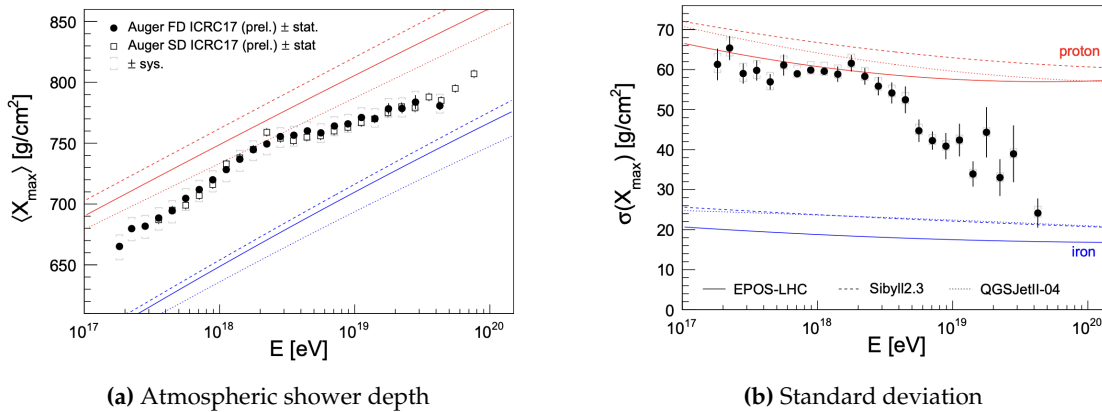 850
800
750
700
650
⟨X_max⟩ [g/cm²]
Auger FD ICRC17 (prel.) ± stat.
Auger SD ICRC17 (prel.) ± stat
± sys.
10^17 10^18 10^19 10^20
E [eV]
(a) Atmospheric shower depth
70
60
50
40
30
20
10
0
σ(X_max) [g/cm²]
proton
iron
EPOS-LHC Sibyll2.3 QGSJetII-04
10^17 10^18 10^19 10^20
E [eV]
(b) Standard deviation